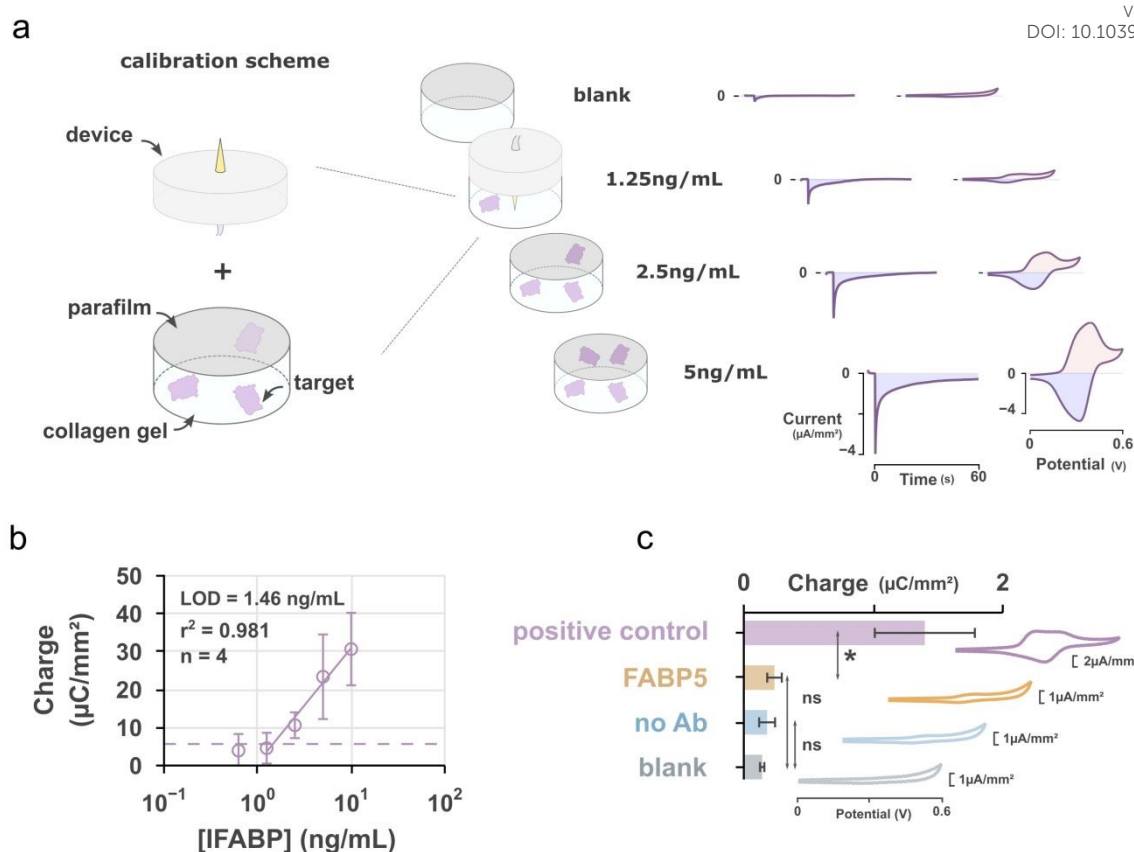 V
DOI: 10.1039
a
calibration scheme
device
+
parafilm
target
collagen gel
blank
0
1.25ng/mL
0
2.5ng/mL
0
5ng/mL
0
Current
(µA/mm²)
−4
0
60
Time (s)
0
−4
0
0.6
Potential (V)
b
Charge
(µC/mm²)
50
40
30
20
10
0
LOD = 1.46 ng/mL
r² = 0.981
n = 4
10⁻¹
10⁰
10¹
10²
[IFABP] (ng/mL)
c
0
Charge (µC/mm²)
2
positive control
*
2µA/mm
FABP5
ns
1µA/mm²
no Ab
ns
1µA/mm²
blank
1µA/mm²
0
0.6
Potential (V)